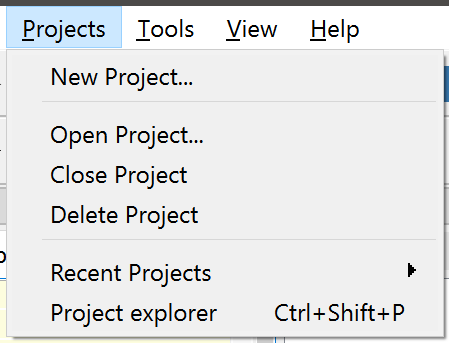 Projects Tools View Help
New Project...
Open Project...
Close Project
Delete Project
Recent Projects
Project explorer Ctrl+Shift+P